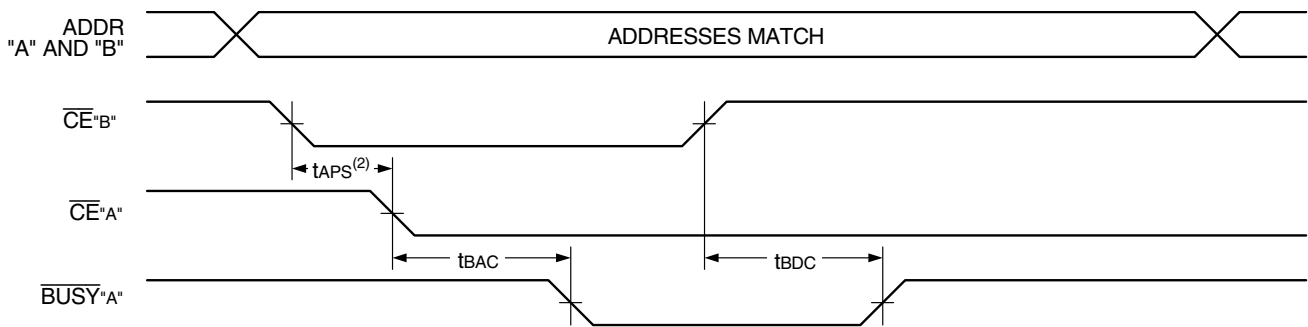 ADDR
"A" AND "B"
ADDRESSES MATCH
CE"B"
tAPS(2)
CE"A"
tBAC
tBDC
BUSY"A"